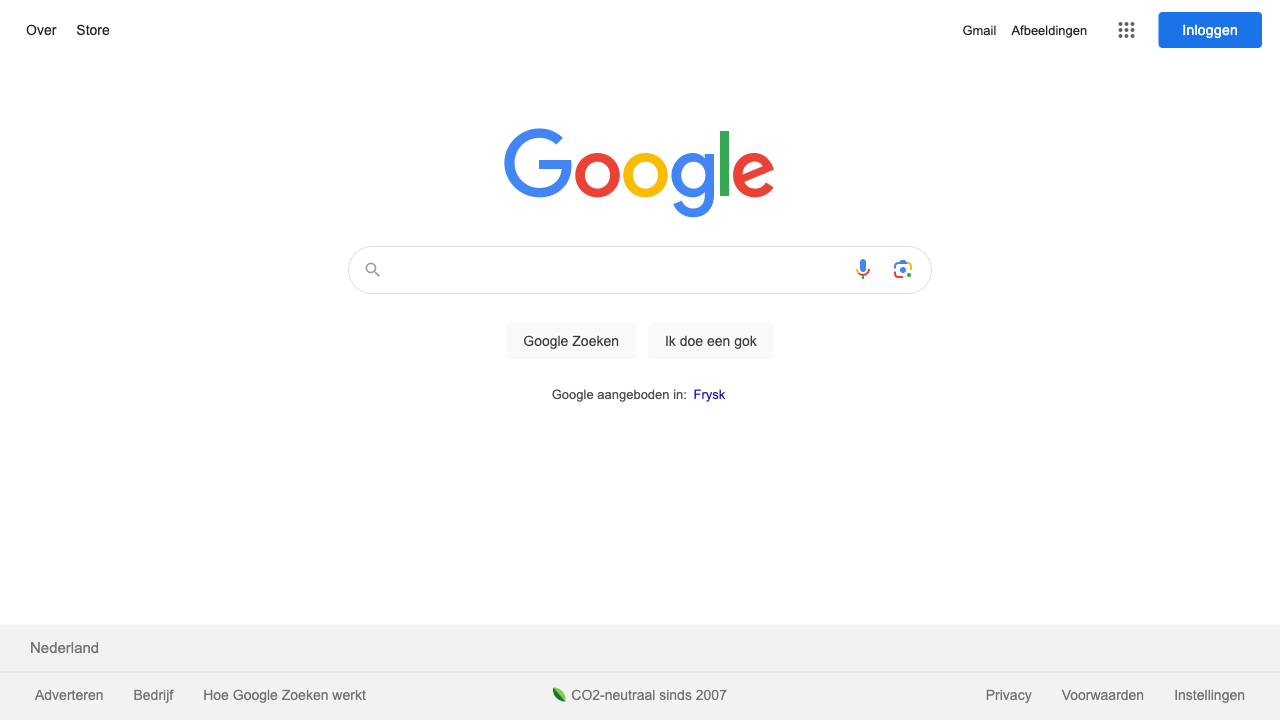 Over Store Gmail Afbeeldingen Inloggen
Google
Google Zoeken Ik doe een gok
Google aangeboden in: Frysk
Nederland
Adverteren Bedrijf Hoe Google Zoeken werkt CO2-neutraal sinds 2007 Privacy Voorwaarden Instellingen